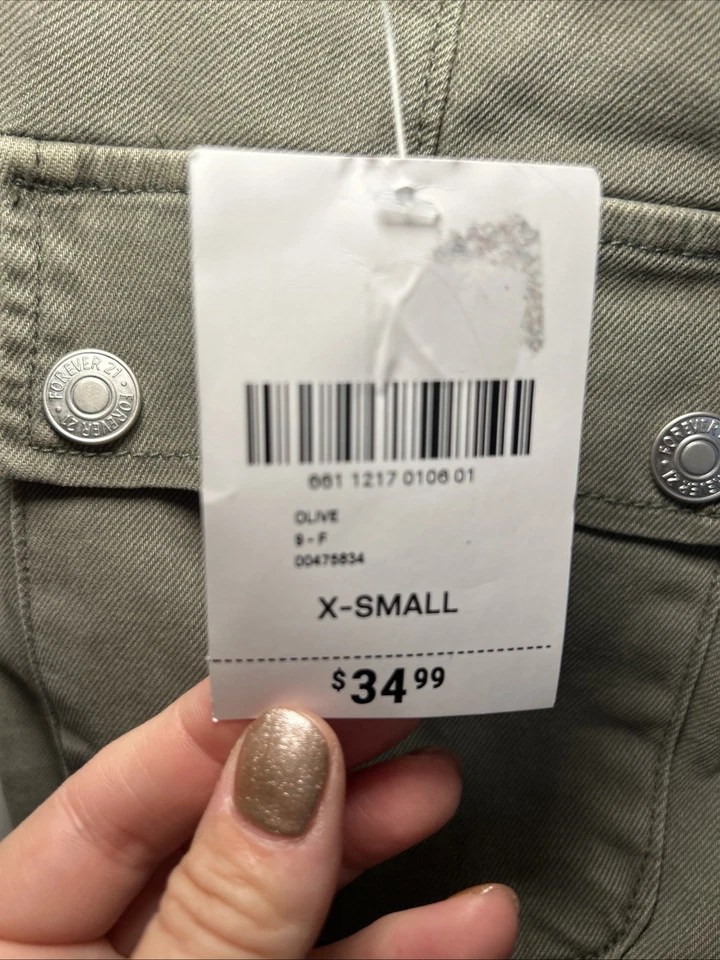 FOREVER 21 • FOREVER 21 •
661 1217 0106 01
OLIVE
9 - F
00475834
X-SMALL
$34.99
FOREVER 21